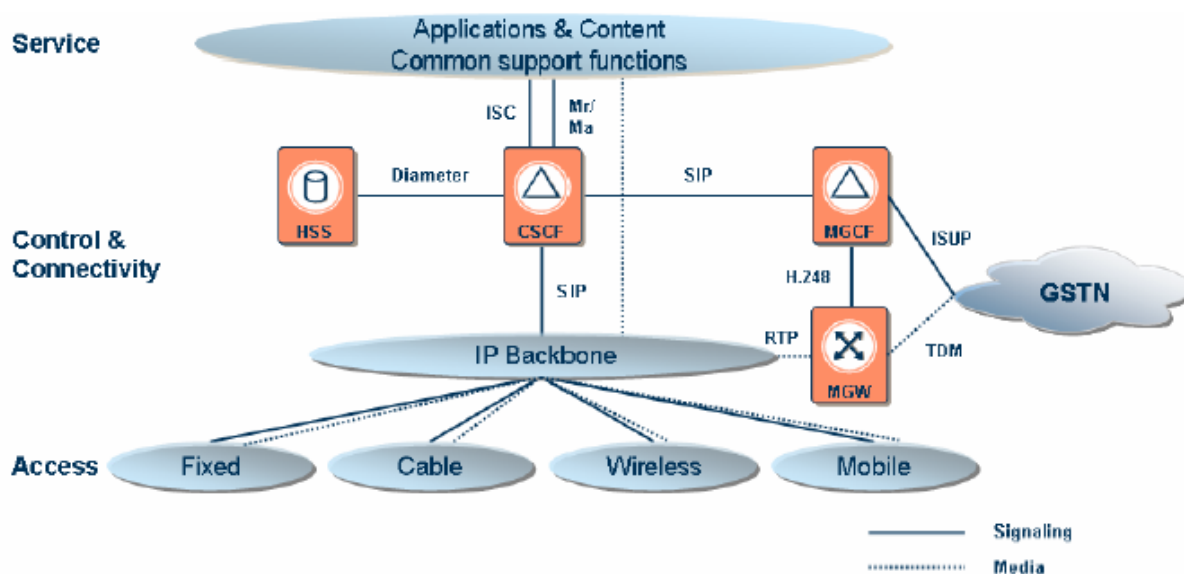 Service
Applications & Content
Common support functions
ISC
Mr/
Ma
Diameter
SIP
HSS
CSCF
MGCF
Control &
Connectivity
ISUP
H.248
GSTN
SIP
RTP
TDM
IP Backbone
MGW
Access
Fixed
Cable
Wireless
Mobile
Signaling
Media